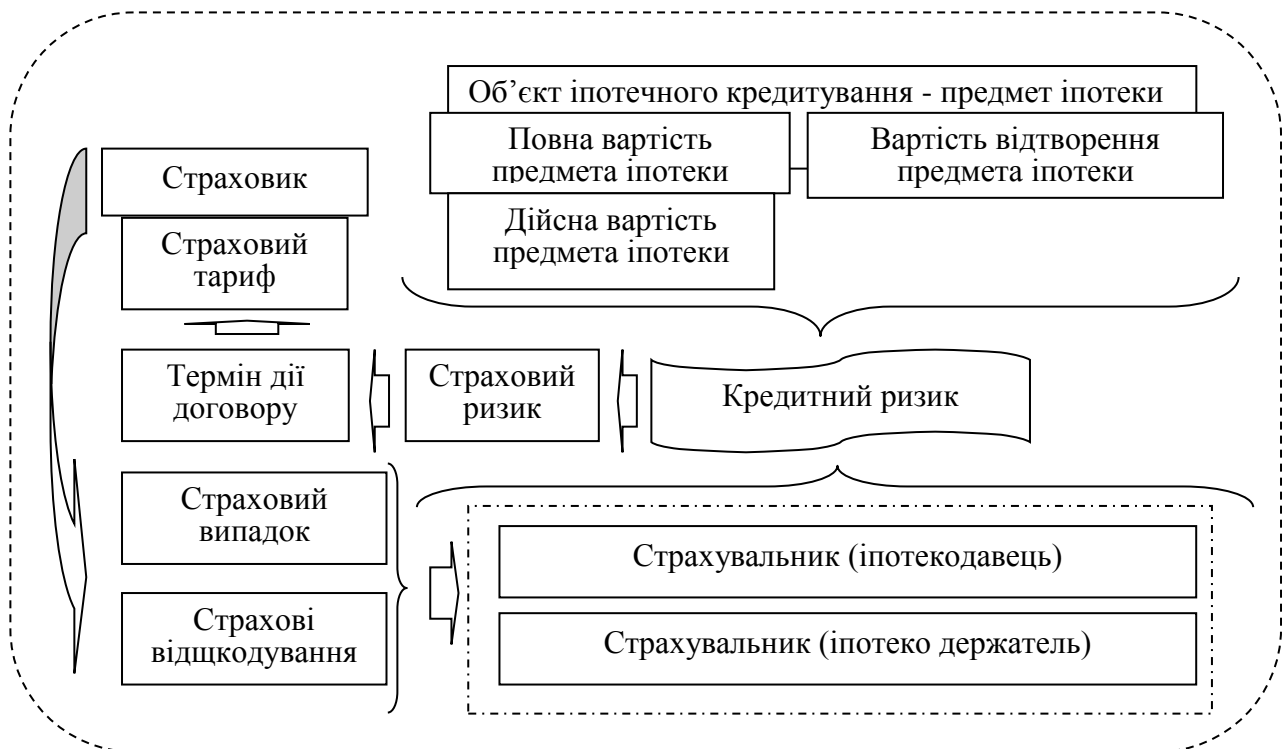 Об’єкт іпотечного кредитування - предмет іпотеки
Повна вартість
предмета іпотеки
Вартість відтворення
предмета іпотеки
Страховик
Дійсна вартість
предмета іпотеки
Страховий
тариф
Термін дії
договору
Страховий
ризик
Кредитний ризик
Страховий
випадок
Страхувальник (іпотекодавець)
Страхові
відщкодування
Страхувальник (іпотеко держатель)